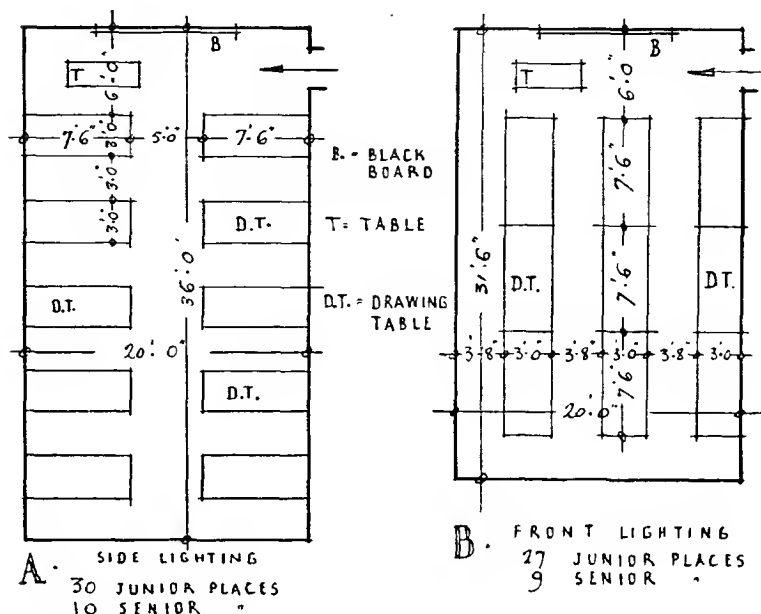 B
T
6'.0"
3'.0"
3'.0"
3'.0"
7'.6"
5'.0"
7'.6"
D.T.
36'.0"
D.T.
20'.0"
D.T.
A. SIDE LIGHTING
30 JUNIOR PLACES
10 SENIOR "
B. = BLACK
BOARD
T = TABLE
D.T. = DRAWING
TABLE
B
T
6'.0"
7'.6"
31'.6"
7'.6"
D.T.
D.T.
3'.8"
3'.0"
3'.8"
3'.0"
3'.8"
3'.0
7'.6"
20'.0"
B. FRONT LIGHTING
27 JUNIOR PLACES
9 SENIOR "